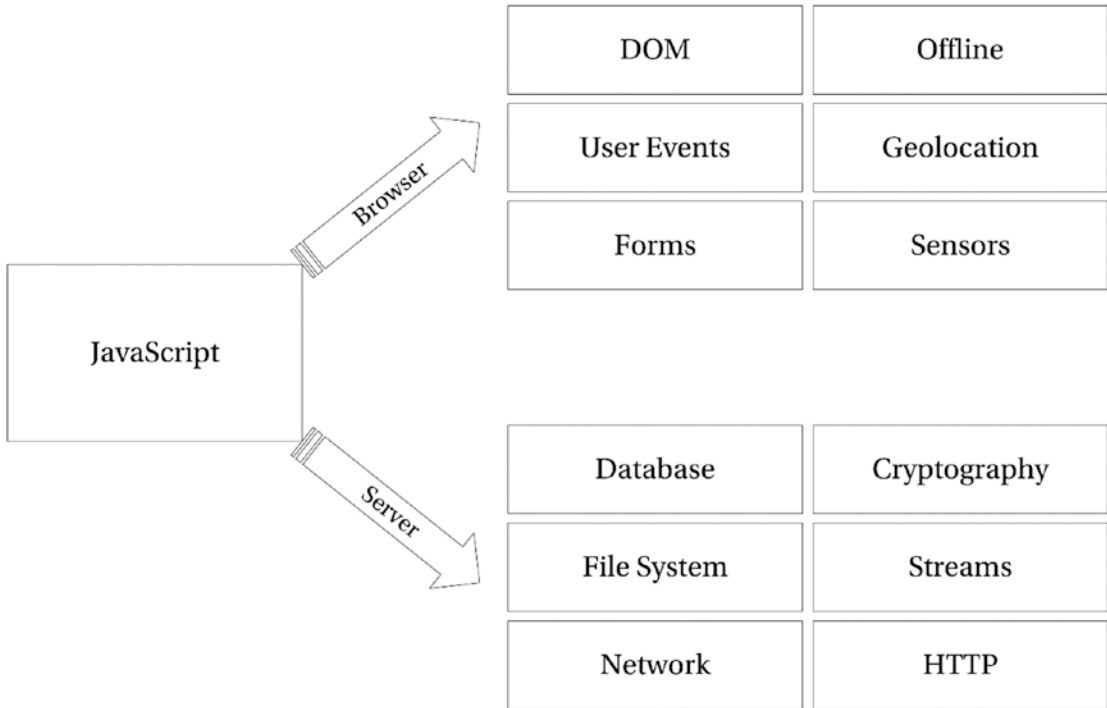 DOM
Offline
User Events
Geolocation
Browser
Forms
Sensors
JavaScript
Database
Cryptography
Server
File System
Streams
Network
HTTP